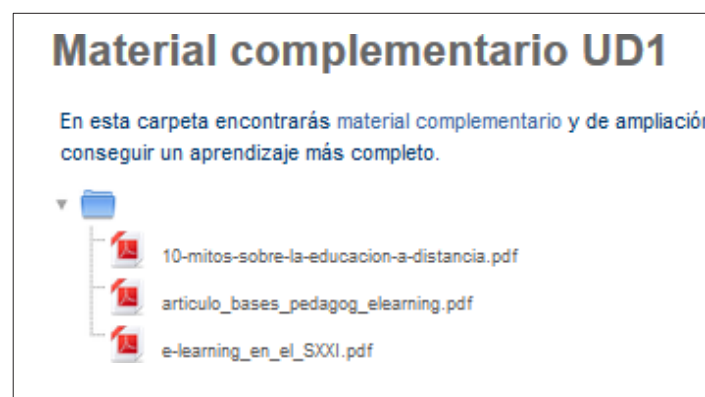 Material complementario UD1
En esta carpeta encontrarás material complementario y de ampliación
conseguir un aprendizaje más completo.
10-mitos-sobre-la-educacion-a-distancia.pdf
articulo_bases_pedagog_elearning.pdf
e-learning_en_el_SXXI.pdf